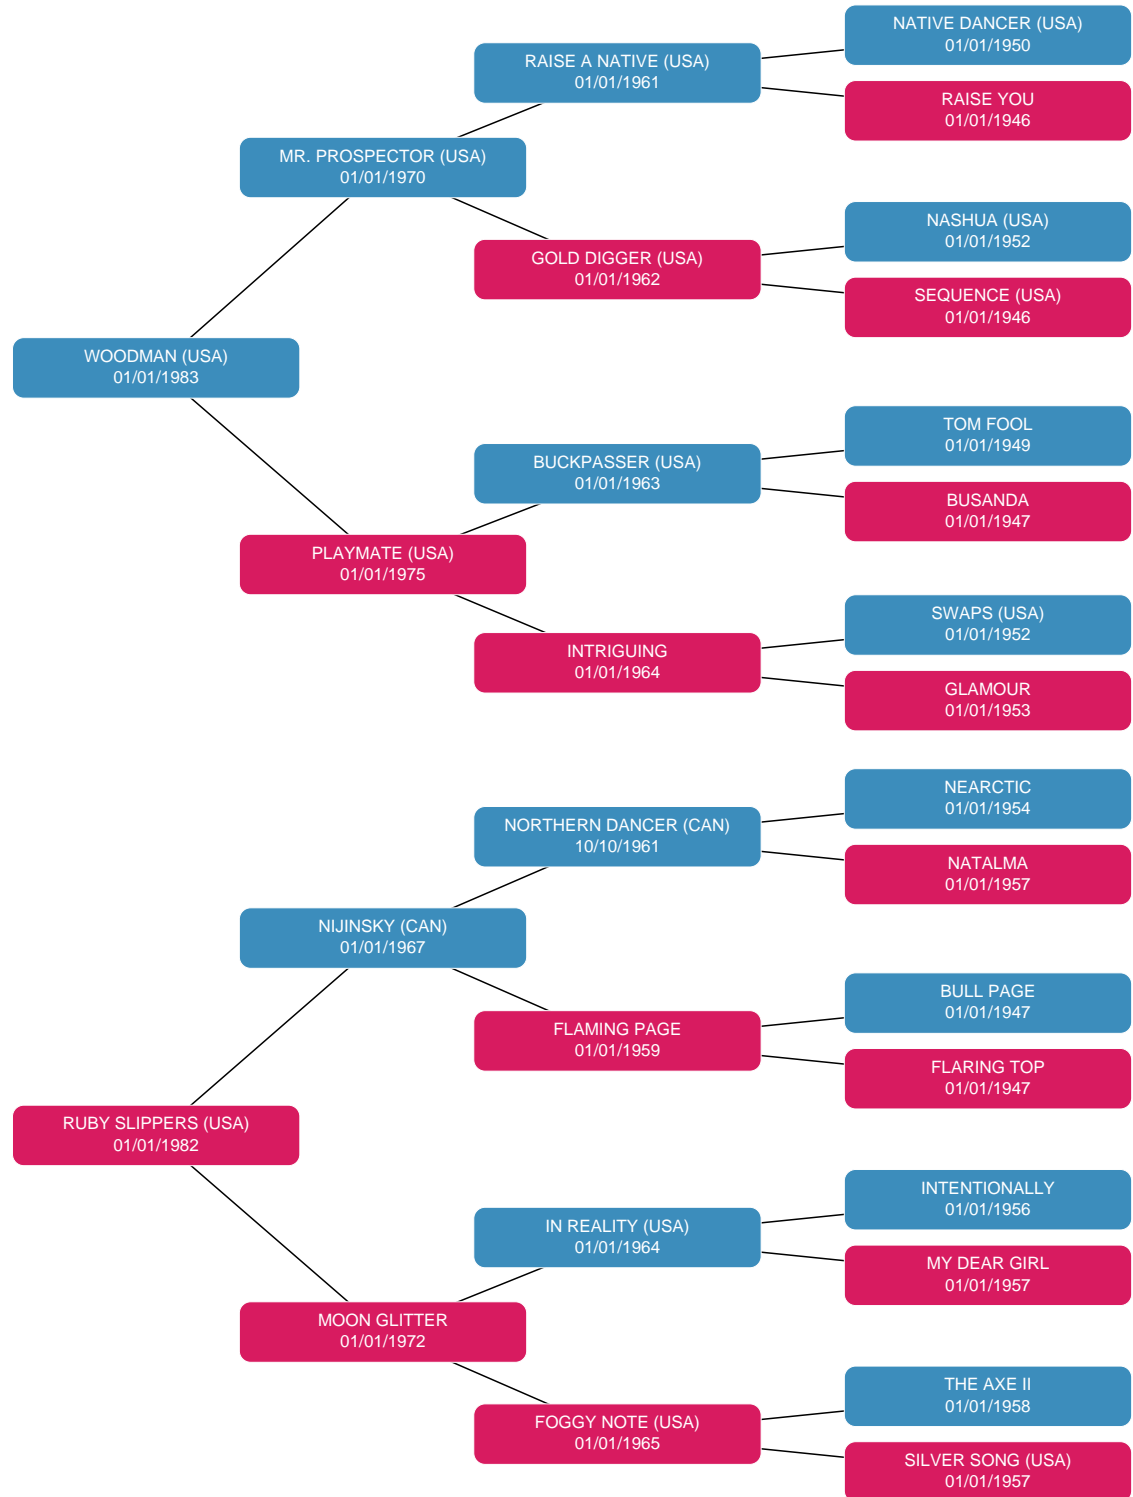 NATIVE DANCER (USA)
01/01/1950
RAISE A NATIVE (USA)
01/01/1961
RAISE YOU
01/01/1946
MR. PROSPECTOR (USA)
01/01/1970
NASHUA (USA)
01/01/1952
GOLD DIGGER (USA)
01/01/1962
SEQUENCE (USA)
01/01/1946
WOODMAN (USA)
01/01/1983
TOM FOOL
01/01/1949
BUCKPASSER (USA)
01/01/1963
BUSANDA
01/01/1947
PLAYMATE (USA)
01/01/1975
SWAPS (USA)
01/01/1952
INTRIGUING
01/01/1964
GLAMOUR
01/01/1953
NEARCTIC
01/01/1954
NORTHERN DANCER (CAN)
10/10/1961
NATALMA
01/01/1957
NIJINSKY (CAN)
01/01/1967
BULL PAGE
01/01/1947
FLAMING PAGE
01/01/1959
FLARING TOP
01/01/1947
RUBY SLIPPERS (USA)
01/01/1982
INTENTIONALLY
01/01/1956
IN REALITY (USA)
01/01/1964
MY DEAR GIRL
01/01/1957
MOON GLITTER
01/01/1972
THE AXE II
01/01/1958
FOGGY NOTE (USA)
01/01/1965
SILVER SONG (USA)
01/01/1957